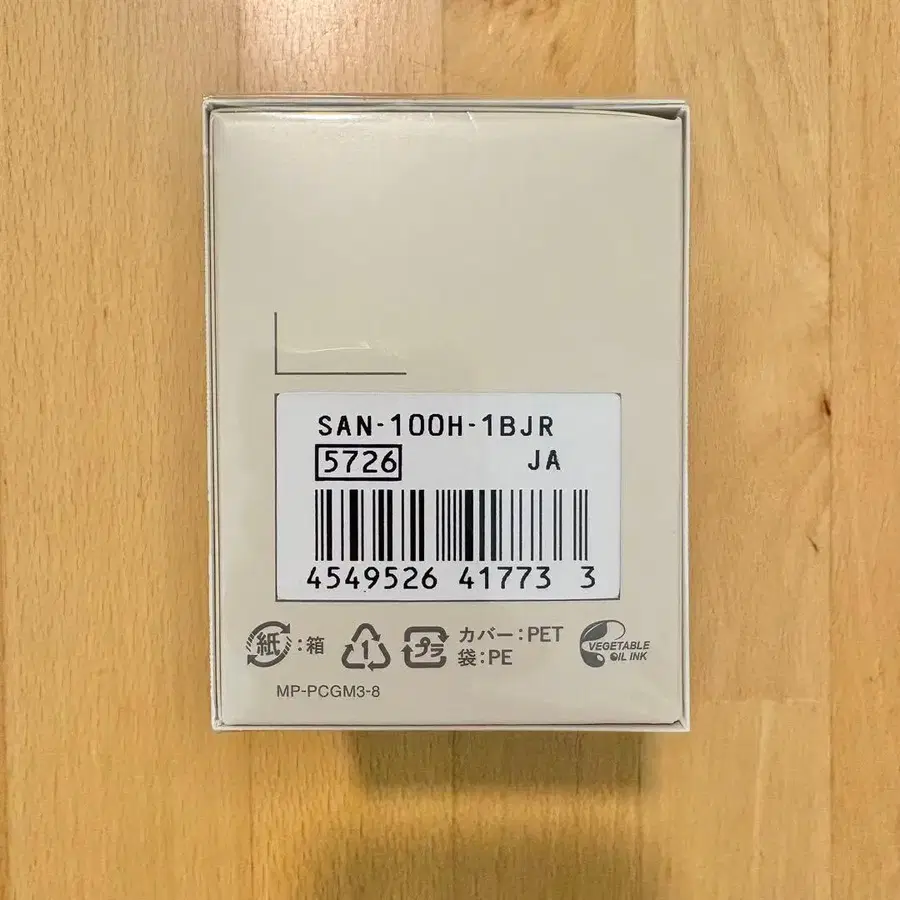 SAN-100H-1BJR
5726 JA
4549526 41773 3
紙 : 箱
1
プラ
カバー : PET
袋 : PE
VEGETABLE
OIL INK
MP-PCGM3-8